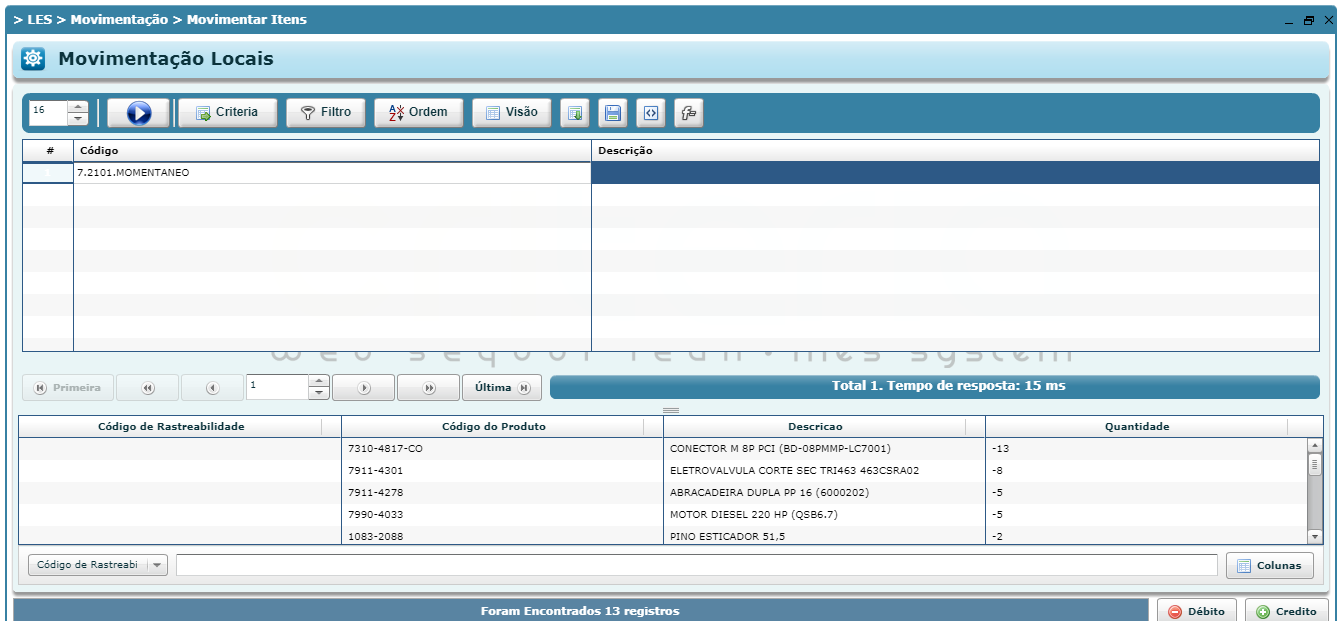 > LES > Movimentação > Movimentar Itens
Movimentação Locais
16 Criteria Filtro Ordem Visão
# Código Descrição
1 7.2101.MOMENTANEO
Primeira 1 Última Total 1. Tempo de resposta: 15 ms
Código de Rastreabilidade Código do Produto Descricao Quantidade
7310-4817-CO CONECTOR M 8P PCI (BD-08PMMP-LC7001) -13
7911-4301 ELETROVALVULA CORTE SEC TRI463 463CSRA02 -8
7911-4278 ABRACADEIRA DUPLA PP 16 (6000202) -5
7990-4033 MOTOR DIESEL 220 HP (QSB6.7) -5
1083-2088 PINO ESTICADOR 51,5 -2
Código de Rastreabi Colunas
Foram Encontrados 13 registros Débito Credito